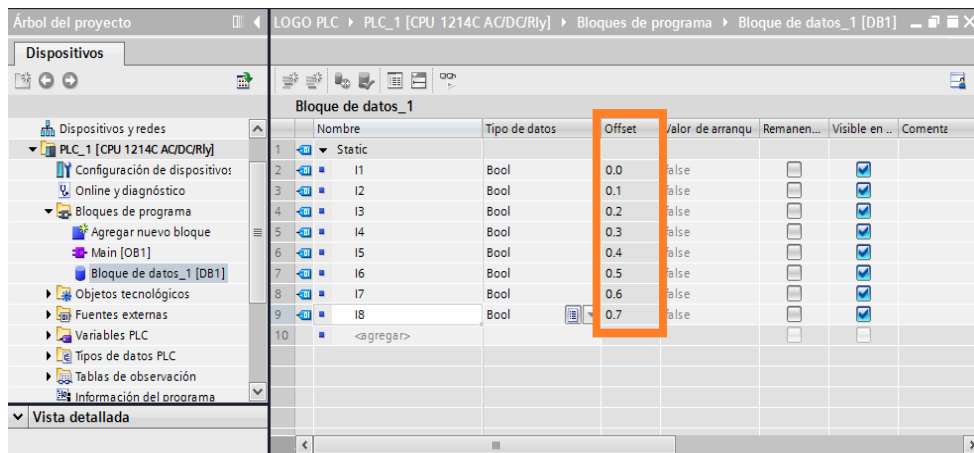 Árbol del proyecto
LOGO PLC PLC_1 [CPU 1214C AC/DC/Rly] Bloques de programa Bloque de datos_1 [DB1]
Dispositivos
Bloque de datos_1
Dispositivos y redes
PLC_1 [CPU 1214C AC/DC/Rly]
Configuración de dispositivos
Online y diagnóstico
Bloques de programa
Agregar nuevo bloque
Main [OB1]
Bloque de datos_1 [DB1]
Objetos tecnológicos
Fuentes externas
Variables PLC
Tipos de datos PLC
Tablas de observación
Información del programa
Vista detallada
Nombre Tipo de datos Offset Valor de arranqu Remanen... Visible en .. Comenta
1 Static
2 I1 Bool 0.0 false
3 I2 Bool 0.1 false
4 I3 Bool 0.2 false
5 I4 Bool 0.3 false
6 I5 Bool 0.4 false
7 I6 Bool 0.5 false
8 I7 Bool 0.6 false
9 I8 Bool 0.7 false
10 <agregar>